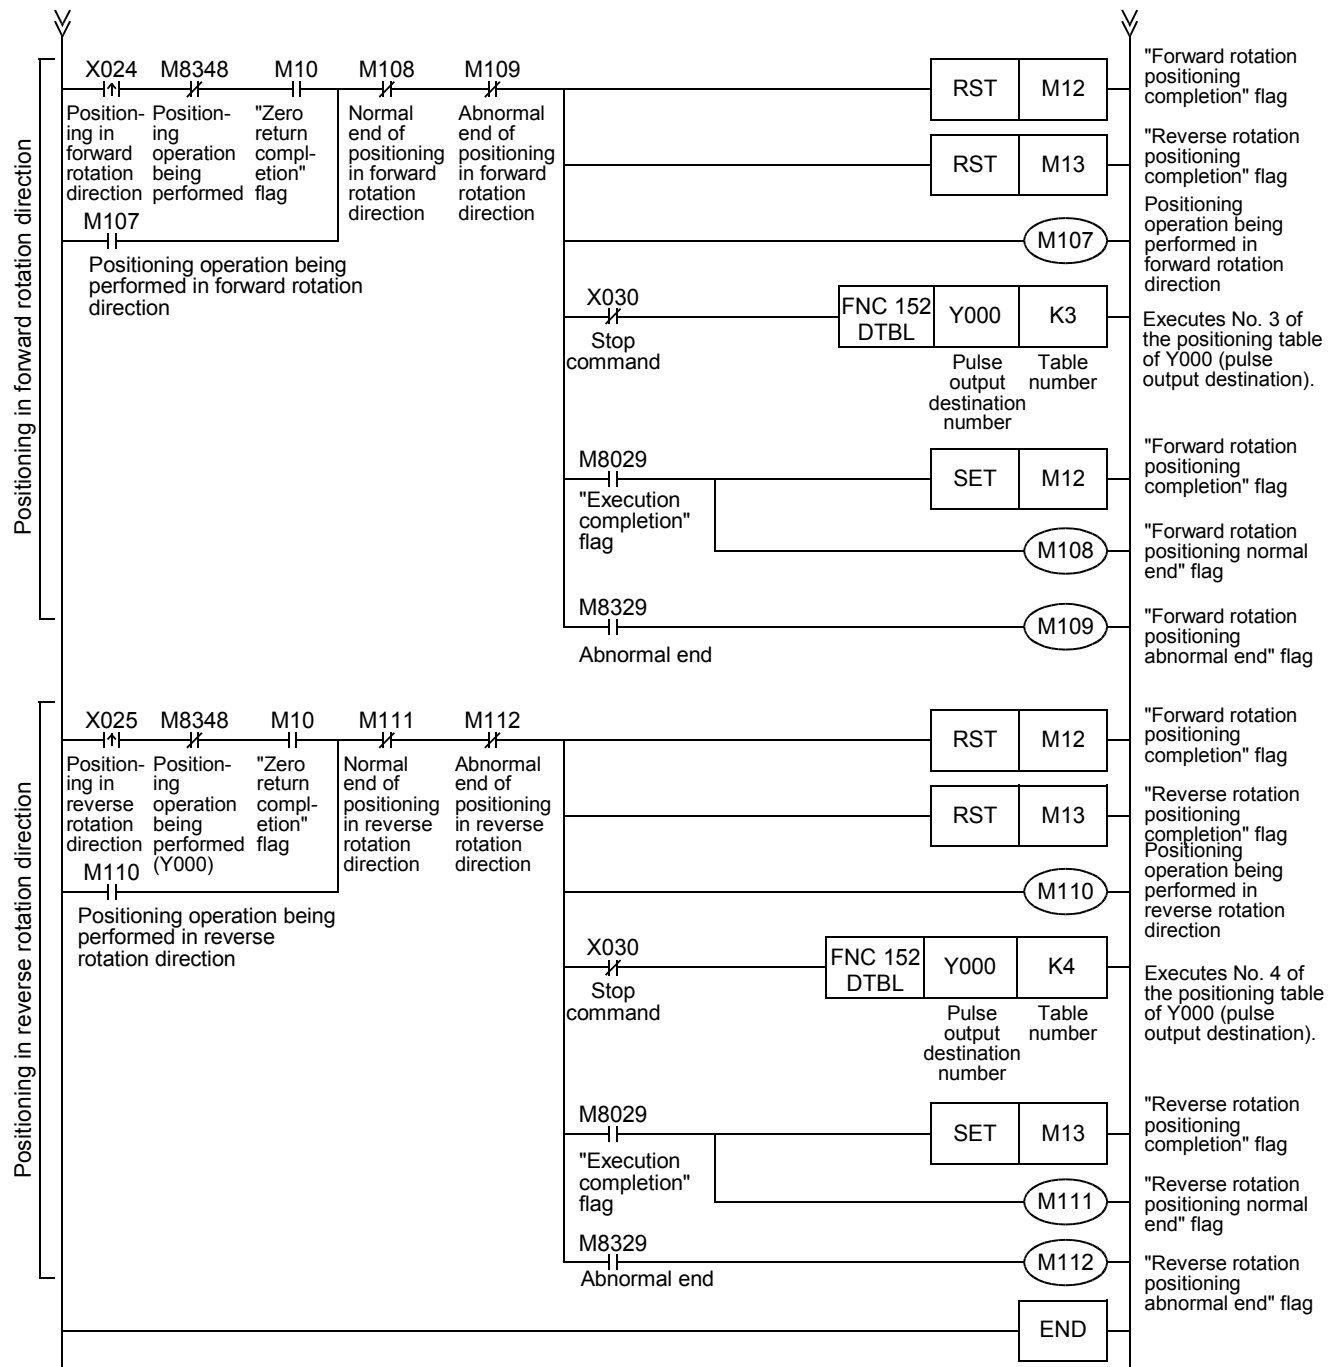 Positioning in forward rotation direction
X024 M8348 M10 M108 M109
Position-
ing in
forward
rotation
direction
Position-
ing
operation
being
performed
"Zero
return
compl-
etion"
flag
Normal
end of
positioning
in forward
rotation
direction
Abnormal
end of
positioning
in forward
rotation
direction
RST M12
"Forward rotation
positioning
completion" flag
RST M13
"Reverse rotation
positioning
completion" flag
M107
Positioning operation being
performed in forward rotation
direction
M107
Positioning
operation being
performed in
forward rotation
direction
X030
Stop
command
FNC 152
DTBL
Y000
K3
Pulse
output
destination
number
Table
number
Executes No. 3 of
the positioning table
of Y000 (pulse
output destination).
M8029
"Execution
completion"
flag
SET M12
"Forward rotation
positioning
completion" flag
M108
"Forward rotation
positioning normal
end" flag
M8329
Abnormal end
M109
"Forward rotation
positioning
abnormal end" flag
Positioning in reverse rotation direction
X025 M8348 M10 M111 M112
Position-
ing in
reverse
rotation
direction
Position-
ing
operation
being
performed
(Y000)
"Zero
return
compl-
etion"
flag
Normal
end of
positioning
in reverse
rotation
direction
Abnormal
end of
positioning
in reverse
rotation
direction
RST M12
"Forward rotation
positioning
completion" flag
RST M13
"Reverse rotation
positioning
completion" flag
M110
Positioning operation being
performed in reverse
rotation direction
M110
Positioning
operation being
performed in
reverse rotation
direction
X030
Stop
command
FNC 152
DTBL
Y000
K4
Pulse
output
destination
number
Table
number
Executes No. 4 of
the positioning table
of Y000 (pulse
output destination).
M8029
"Execution
completion"
flag
SET M13
"Reverse rotation
positioning
completion" flag
M111
"Reverse rotation
positioning normal
end" flag
M8329
Abnormal end
M112
"Reverse rotation
positioning
abnormal end" flag
END